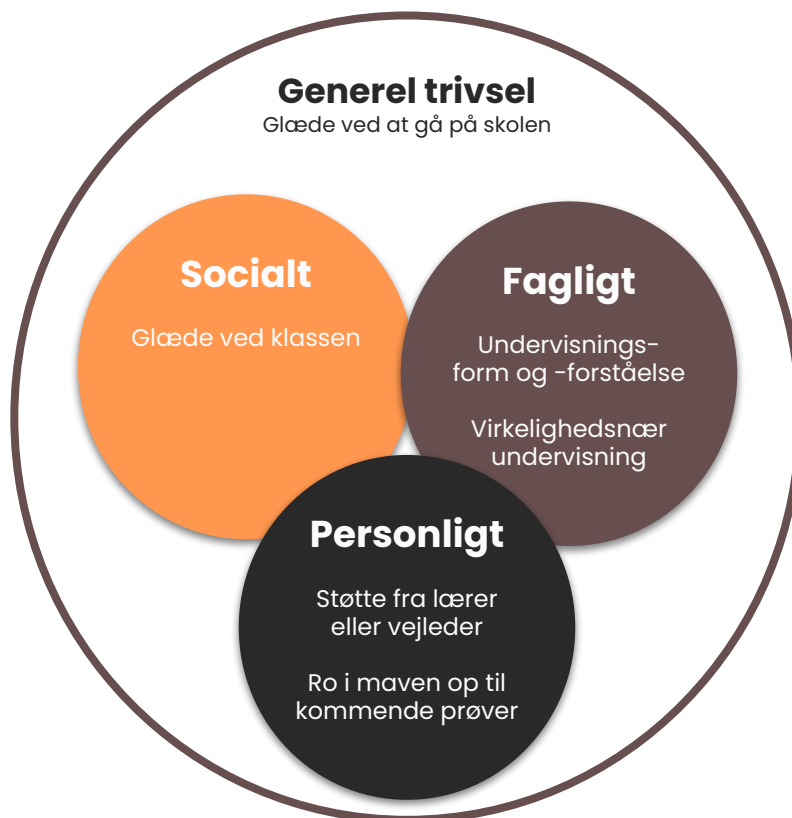 Generel trivsel
Glæde ved at gå på skolen
Socialt
Glæde ved klassen
Fagligt
Undervisnings-
form og -forståelse
Virkelighedsnær
undervisning
Personligt
Støtte fra lærer
eller vejleder
Ro i maven op til
kommende prøver